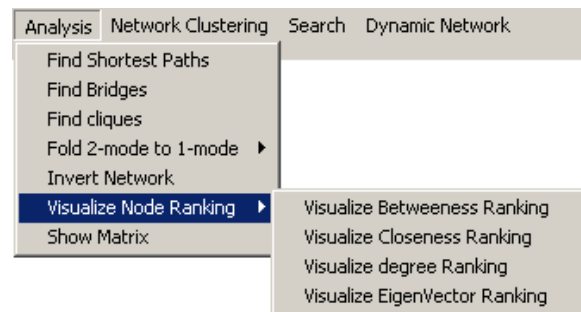 Analysis Network Clustering Search Dynamic Network
Find Shortest Paths
Find Bridges
Find cliques
Fold 2-mode to 1-mode
Invert Network
Visualize Node Ranking
Show Matrix
Visualize Betweeness Ranking
Visualize Closeness Ranking
Visualize degree Ranking
Visualize EigenVector Ranking